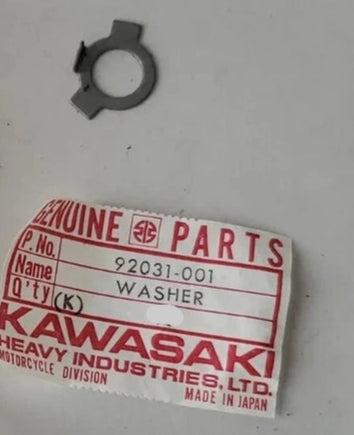 GENUINE PARTS
P. No. 92031-001
Name WASHER
Q'ty (K)
KAWASAKI
HEAVY INDUSTRIES, LTD.
MOTORCYCLE DIVISION MADE IN JAPAN